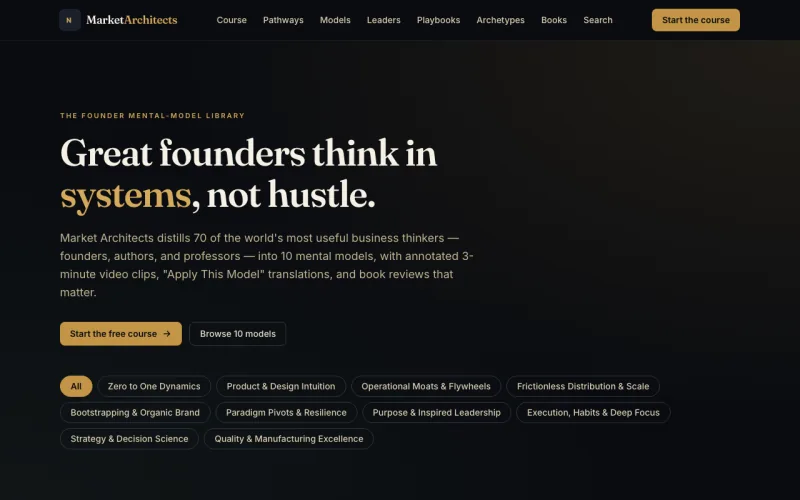 N MarketArchitects Course Pathways Models Leaders Playbooks Archetypes Books Search Start the course
THE FOUNDER MENTAL-MODEL LIBRARY
Great founders think in
systems, not hustle.
Market Architects distills 70 of the world's most useful business thinkers —
founders, authors, and professors — into 10 mental models, with annotated 3-
minute video clips, "Apply This Model" translations, and book reviews that
matter.
Start the free course → Browse 10 models
All Zero to One Dynamics Product & Design Intuition Operational Moats & Flywheels Frictionless Distribution & Scale
Bootstrapping & Organic Brand Paradigm Pivots & Resilience Purpose & Inspired Leadership Execution, Habits & Deep Focus
Strategy & Decision Science Quality & Manufacturing Excellence